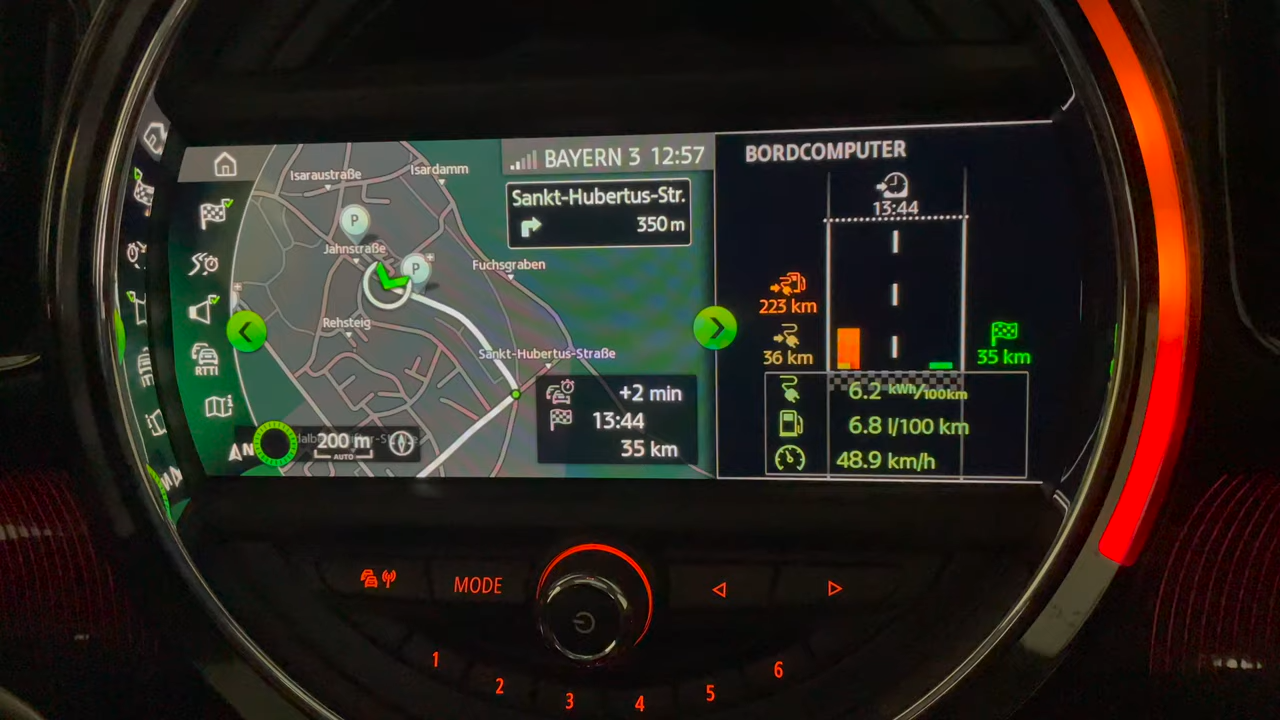 BAYERN 3 12:57
Sankt-Hubertus-Str.
350 m
Isaraustraße
Isardamm
P
Jahnstraße
P
Fuchsgraben
Rehsteig
Sankt-Hubertus-Straße
RTTI
+2 min
13:44
35 km
N
200 m
AUTO
BORDCOMPUTER
13:44
223 km
36 km
35 km
6.2 kWh/100km
6.8 l/100 km
48.9 km/h
MODE
1
2
3
4
5
6